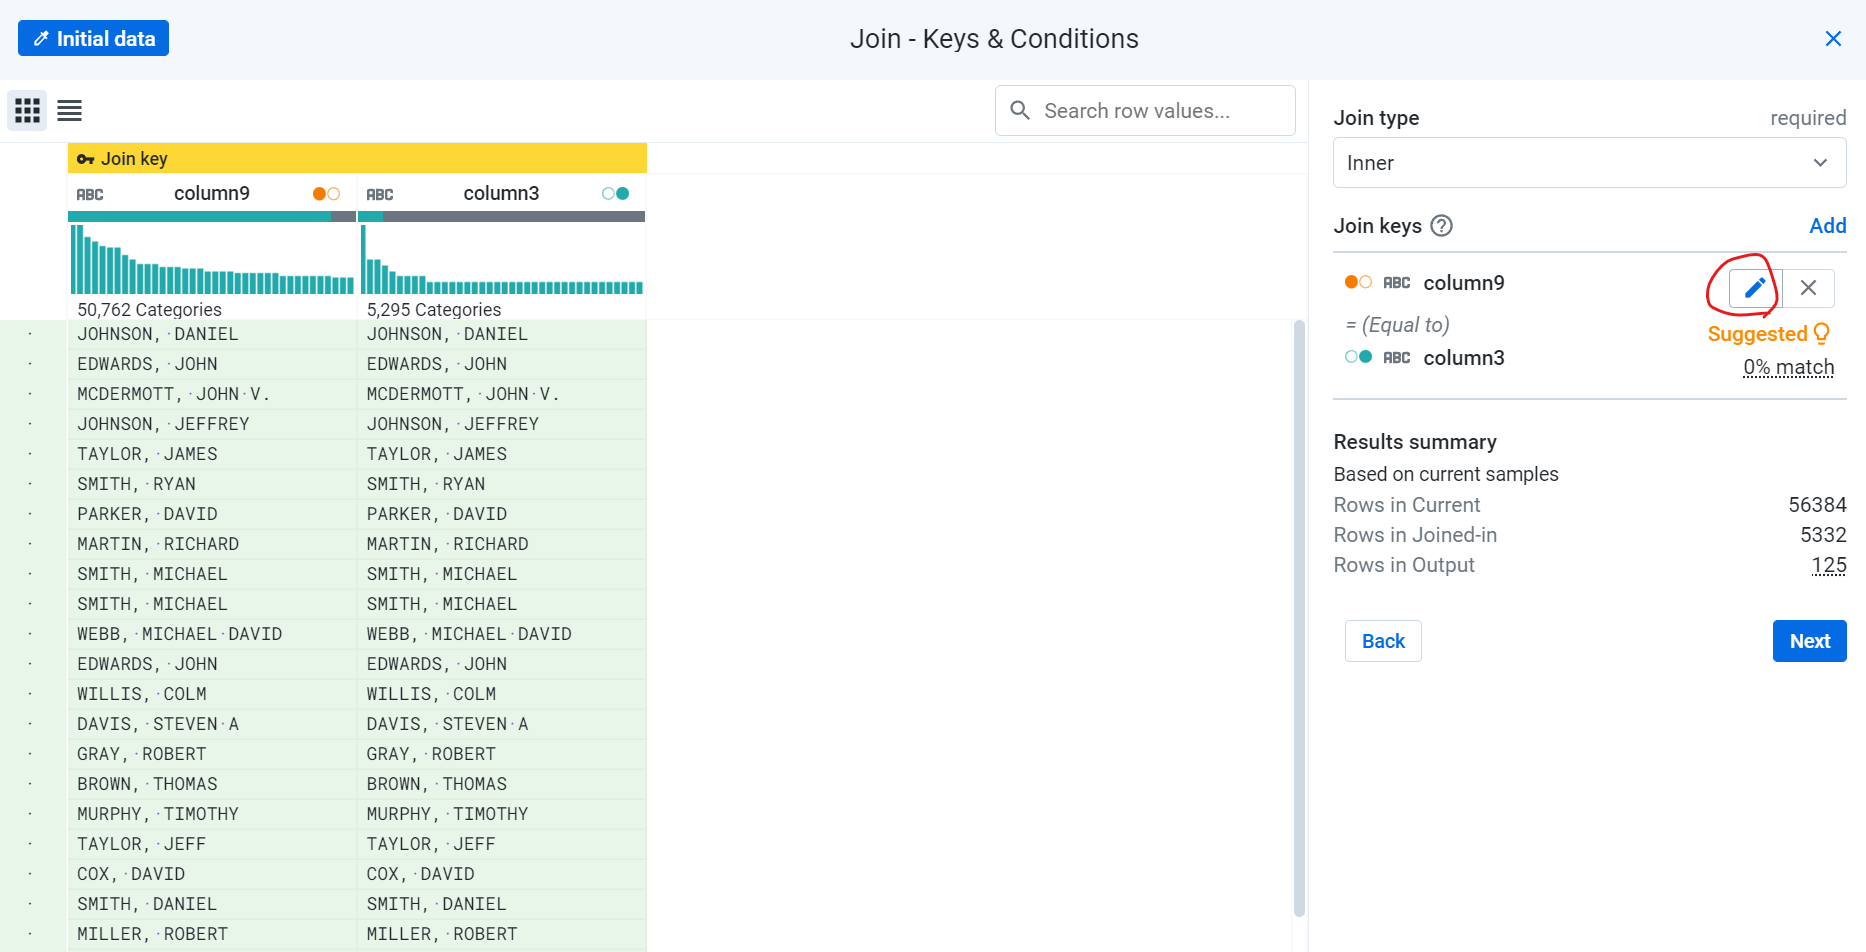 Initial data
Join - Keys & Conditions
Search row values...
Join key
ABC column9 ABC column3
50,762 Categories 5,295 Categories
JOHNSON, DANIEL JOHNSON, DANIEL
EDWARDS, JOHN EDWARDS, JOHN
MCDERMOTT, JOHN V. MCDERMOTT, JOHN V.
JOHNSON, JEFFREY JOHNSON, JEFFREY
TAYLOR, JAMES TAYLOR, JAMES
SMITH, RYAN SMITH, RYAN
PARKER, DAVID PARKER, DAVID
MARTIN, RICHARD MARTIN, RICHARD
SMITH, MICHAEL SMITH, MICHAEL
SMITH, MICHAEL SMITH, MICHAEL
WEBB, MICHAEL DAVID WEBB, MICHAEL DAVID
EDWARDS, JOHN EDWARDS, JOHN
WILLIS, COLM WILLIS, COLM
DAVIS, STEVEN A DAVIS, STEVEN A
GRAY, ROBERT GRAY, ROBERT
BROWN, THOMAS BROWN, THOMAS
MURPHY, TIMOTHY MURPHY, TIMOTHY
TAYLOR, JEFF TAYLOR, JEFF
COX, DAVID COX, DAVID
SMITH, DANIEL SMITH, DANIEL
MILLER, ROBERT MILLER, ROBERT
Join type required
Inner
Join keys ? Add
ABC column9
= (Equal to)
Suggested
ABC column3
0% match
Results summary
Based on current samples
Rows in Current 56384
Rows in Joined-in 5332
Rows in Output 125
Back Next